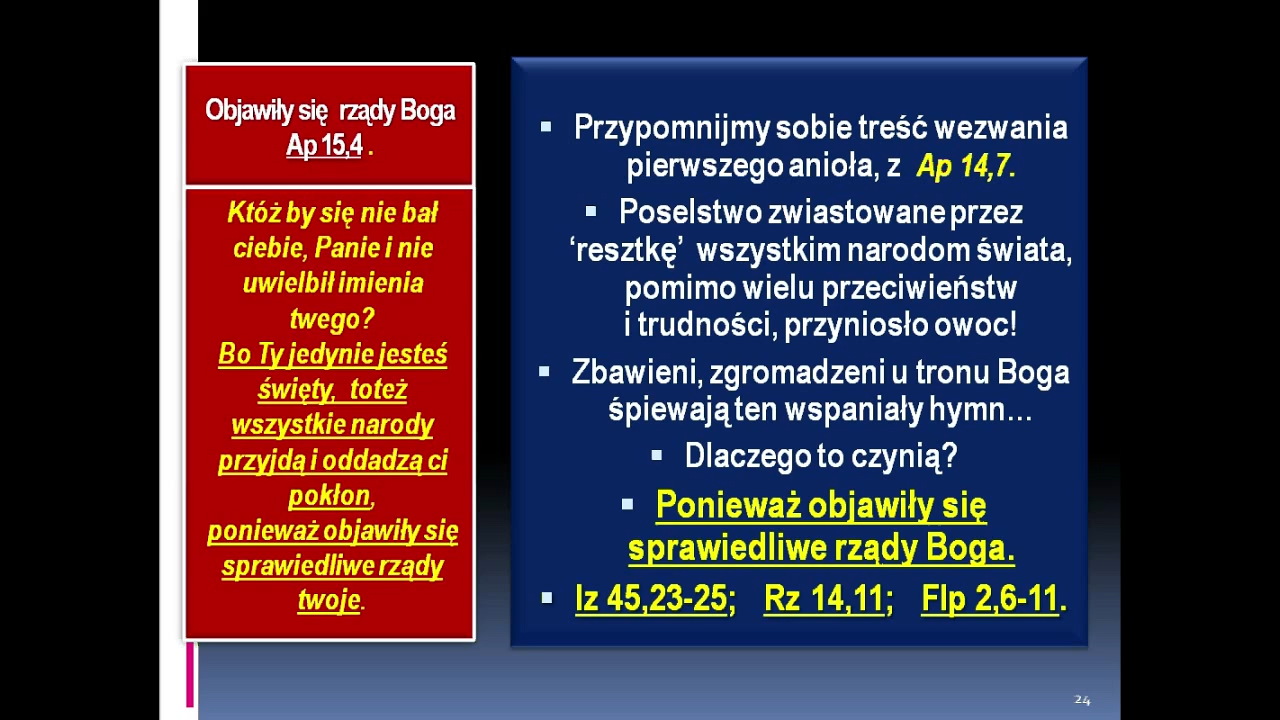 Objawiły się rządy Boga
Ap 15,4 .
Któż by się nie bał
ciebie, Panie i nie
uwielbił imienia
twego?
Bo Ty jedynie jesteś
święty, toteż
wszystkie narody
przyjdą i oddadzą ci
pokłon,
ponieważ objawiły się
sprawiedliwe rządy
twoje.
▪ Przypomnijmy sobie treść wezwania
pierwszego anioła, z Ap 14,7.
▪ Poselstwo zwiastowane przez
‘resztkę’ wszystkim narodom świata,
pomimo wielu przeciwieństw
i trudności, przyniosło owoc!
▪ Zbawieni, zgromadzeni u tronu Boga
śpiewają ten wspaniały hymn…
▪ Dlaczego to czynią?
▪ Ponieważ objawiły się
sprawiedliwe rządy Boga.
▪ Iz 45,23-25; Rz 14,11; Flp 2,6-11.
24